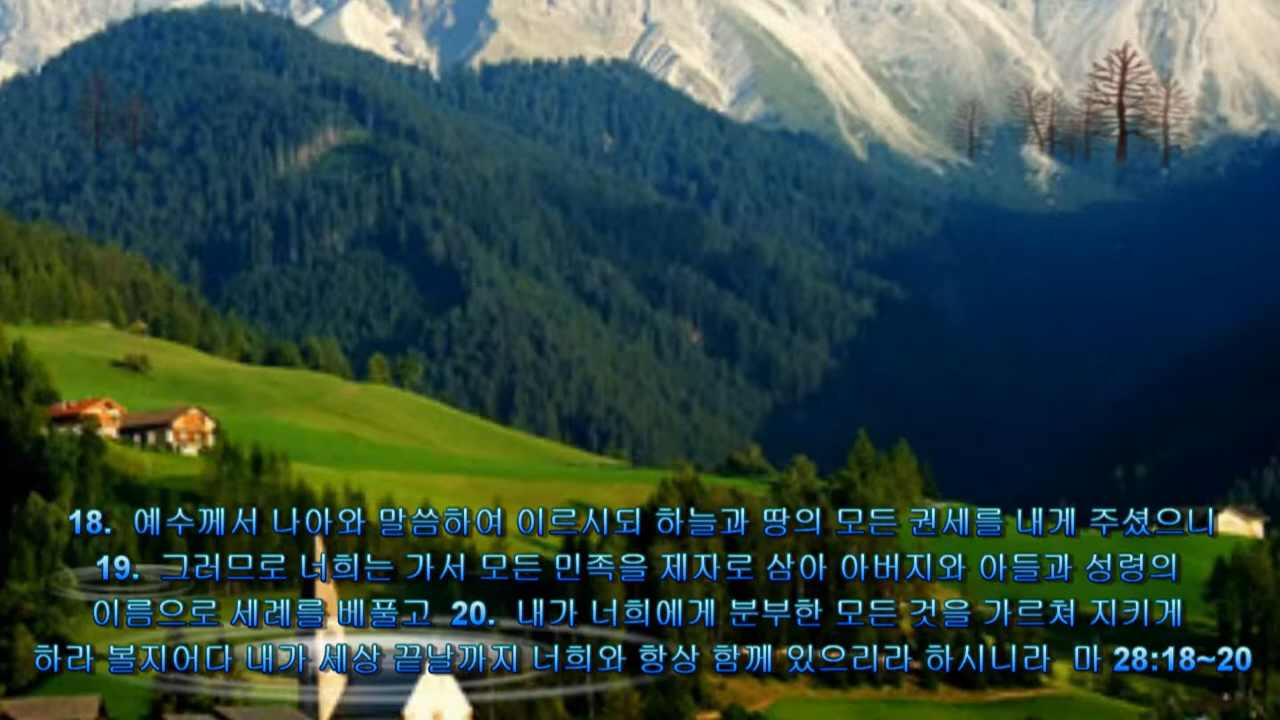 18. 예수께서 나아와 말씀하여 이르시되 하늘과 땅의 모든 권세를 내게 주셨으니
19. 그러므로 너희는 가서 모든 민족을 제자로 삼아 아버지와 아들과 성령의
이름으로 세례를 베풀고 20. 내가 너희에게 분부한 모든 것을 가르쳐 지키게
하라 볼지어다 내가 세상 끝날까지 너희와 항상 함께 있으리라 하시니라 마 28:18~20